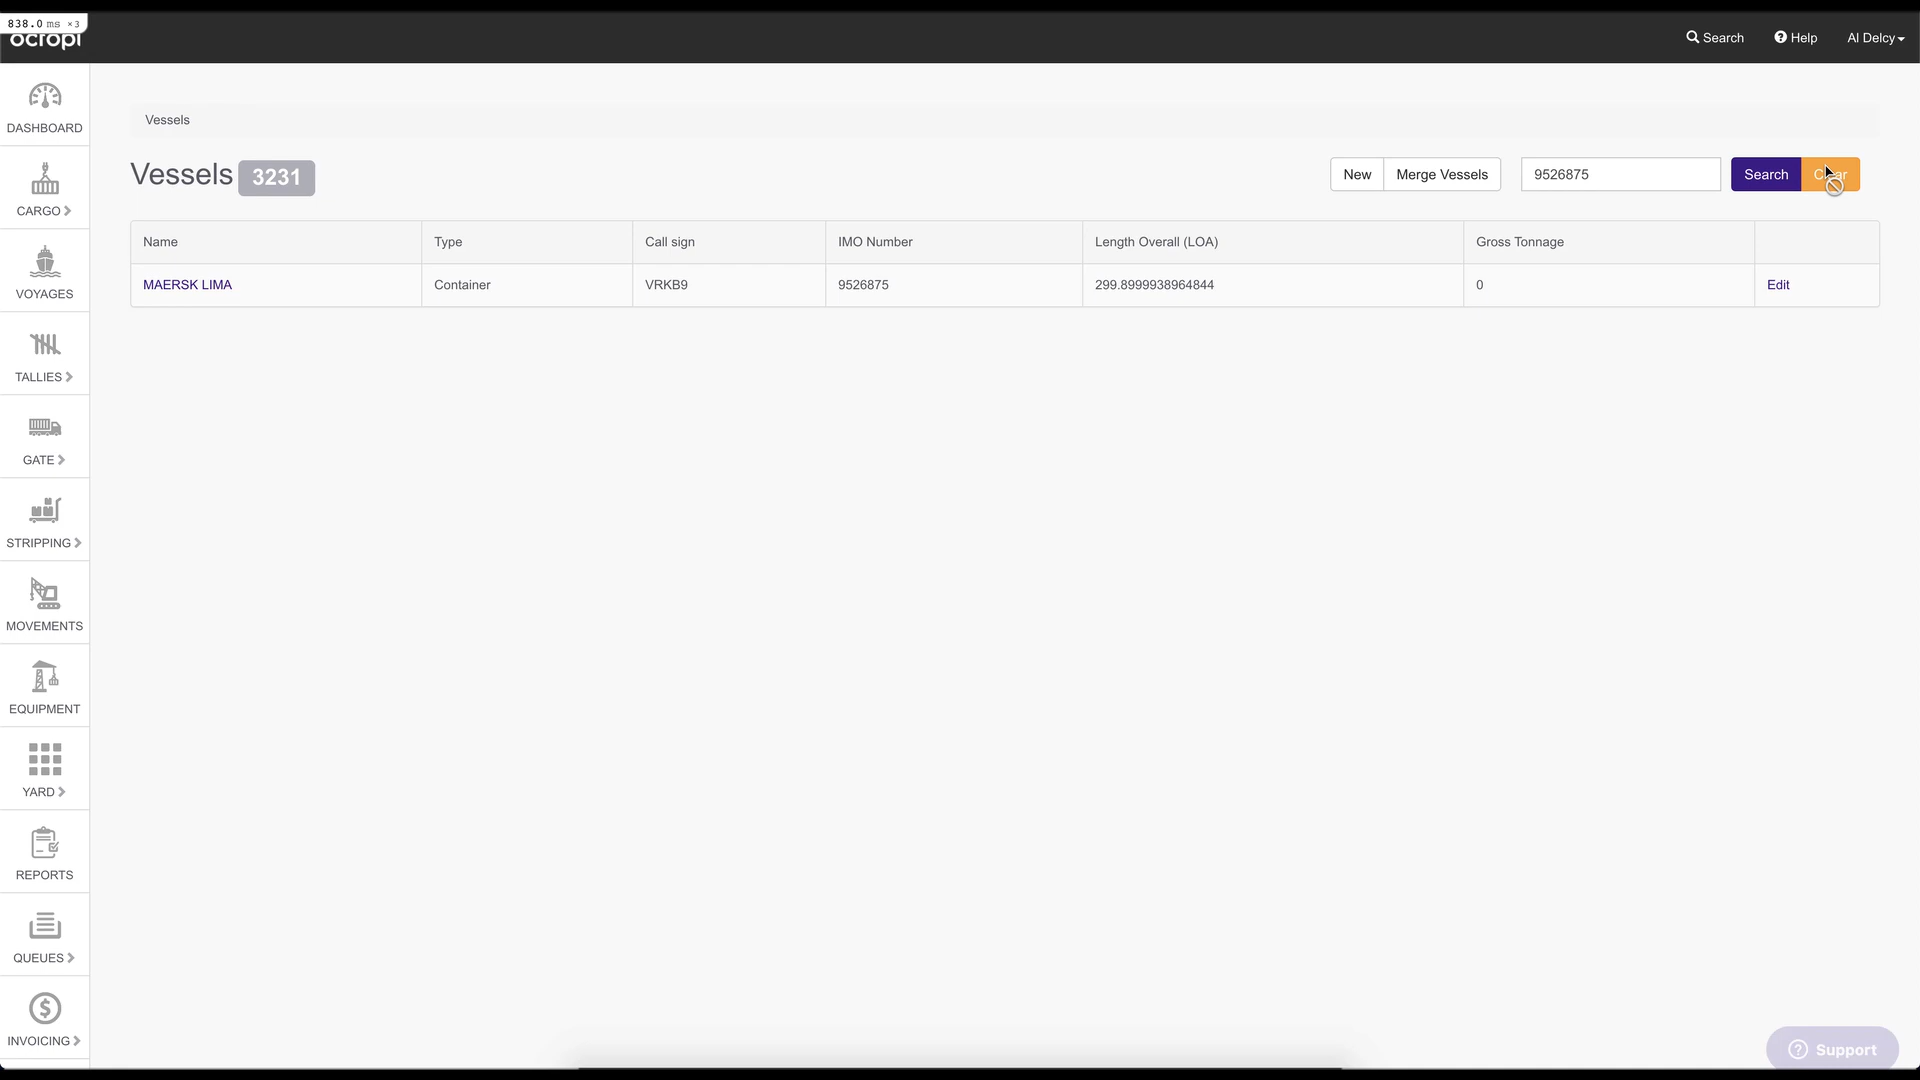 838.0 ms ×3
ocropi
Search
Help
Al Delcy
DASHBOARD
CARGO
VOYAGES
TALLIES
GATE
STRIPPING
MOVEMENTS
EQUIPMENT
YARD
REPORTS
QUEUES
INVOICING
Vessels
Vessels 3231
New Merge Vessels 9526875 Search Clear
Name Type Call sign IMO Number Length Overall (LOA) Gross Tonnage
MAERSK LIMA Container VRKB9 9526875 299.8999938964844 0 Edit
Support